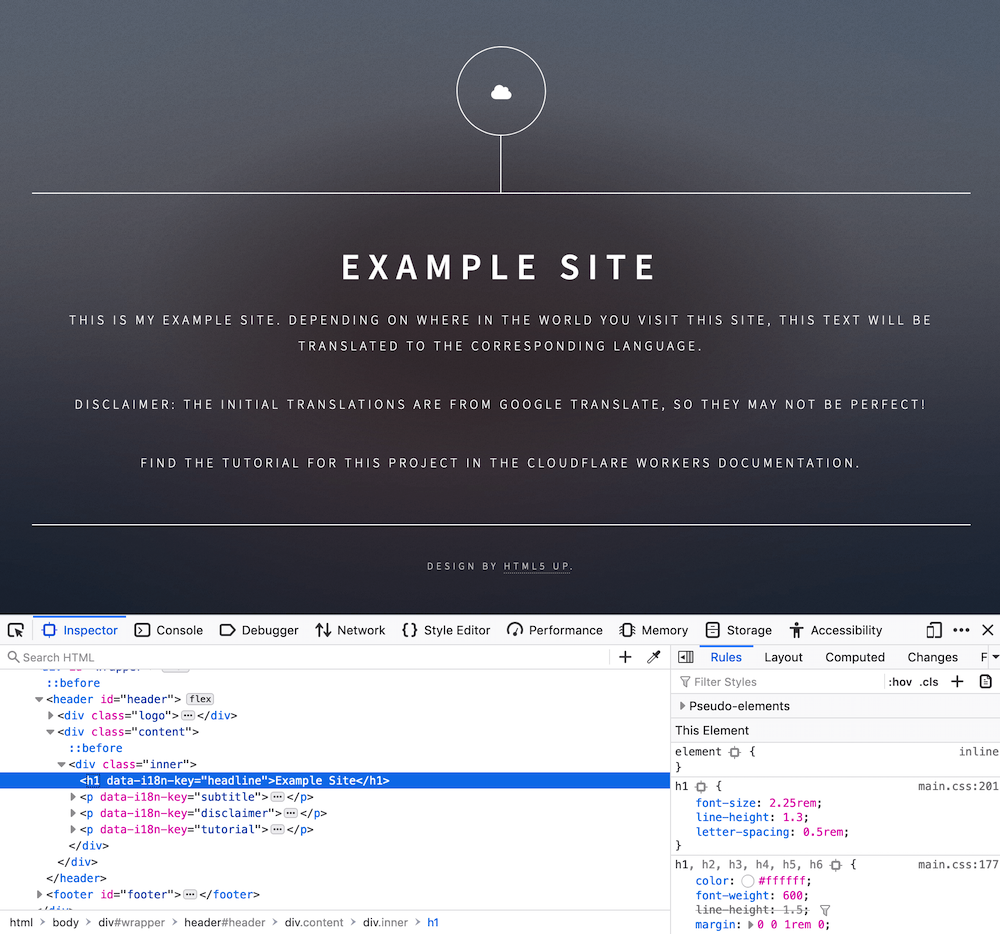 EXAMPLE SITE
THIS IS MY EXAMPLE SITE. DEPENDING ON WHERE IN THE WORLD YOU VISIT THIS SITE, THIS TEXT WILL BE
TRANSLATED TO THE CORRESPONDING LANGUAGE.
DISCLAIMER: THE INITIAL TRANSLATIONS ARE FROM GOOGLE TRANSLATE, SO THEY MAY NOT BE PERFECT!
FIND THE TUTORIAL FOR THIS PROJECT IN THE CLOUDFLARE WORKERS DOCUMENTATION.
DESIGN BY HTML5 UP.
Inspector Console Debugger Network {} Style Editor Performance Memory Storage Accessibility
Search HTML
::before
<header id="header"> flex
<div class="logo"> </div>
<div class="content">
::before
<div class="inner">
<h1 data-i18n-key="headline">Example Site</h1>
<p data-i18n-key="subtitle"> </p>
<p data-i18n-key="disclaimer"> </p>
<p data-i18n-key="tutorial"> </p>
</div>
</div>
</header>
<footer id="footer"> </footer>
html > body > div#wrapper > header#header > div.content > div.inner > h1
Rules Layout Computed Changes F
Filter Styles :hov .cls +
Pseudo-elements
This Element
element { inline
}
h1 { main.css:201
font-size: 2.25rem;
line-height: 1.3;
letter-spacing: 0.5rem;
}
h1, h2, h3, h4, h5, h6 { main.css:177
color: #ffffff;
font-weight: 600;
line-height: 1.5;
margin: 0 0 1rem 0;